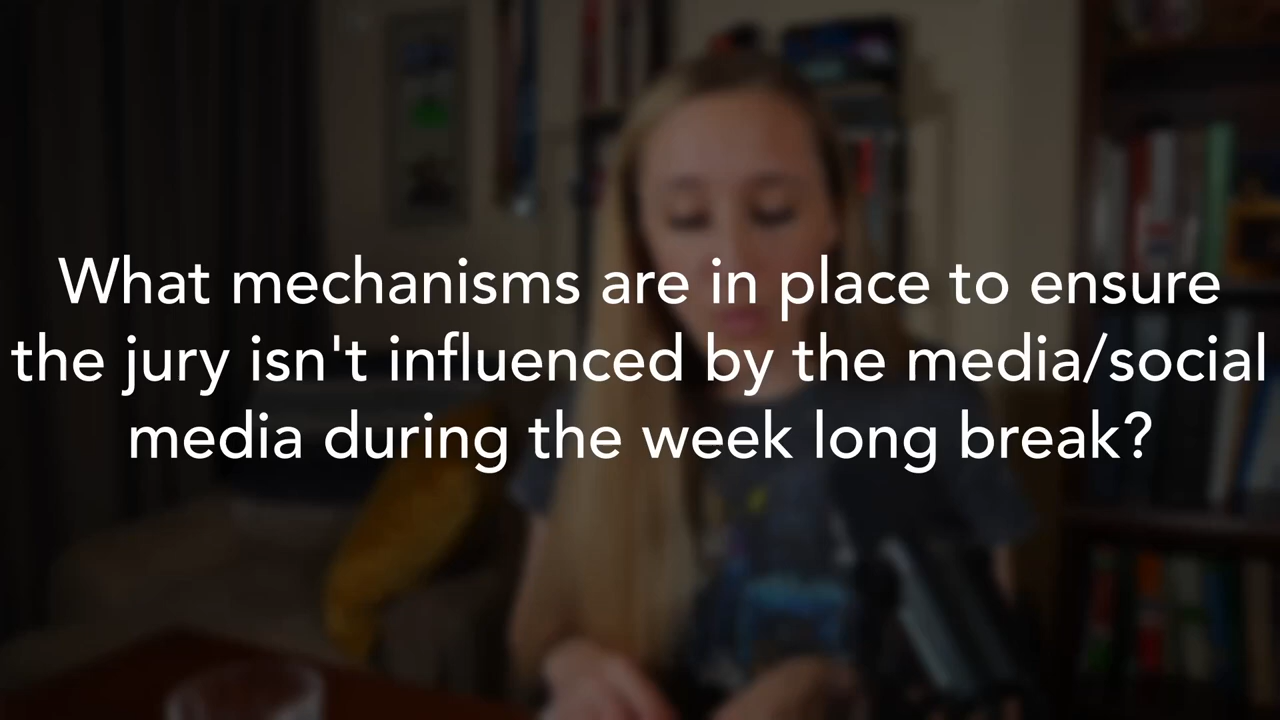 What mechanisms are in place to ensure
the jury isn't influenced by the media/social
media during the week long break?